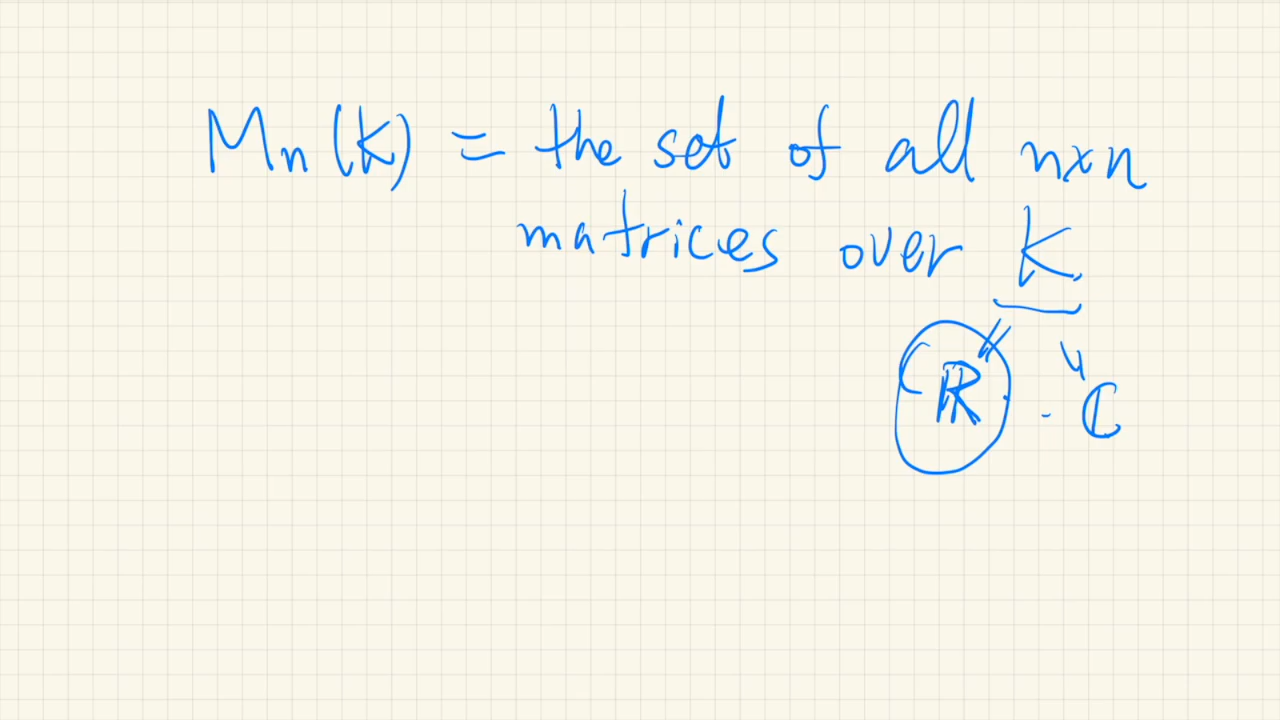 Mn(k) = the set of all n×n
matrices over K.
ℝ . ℂ